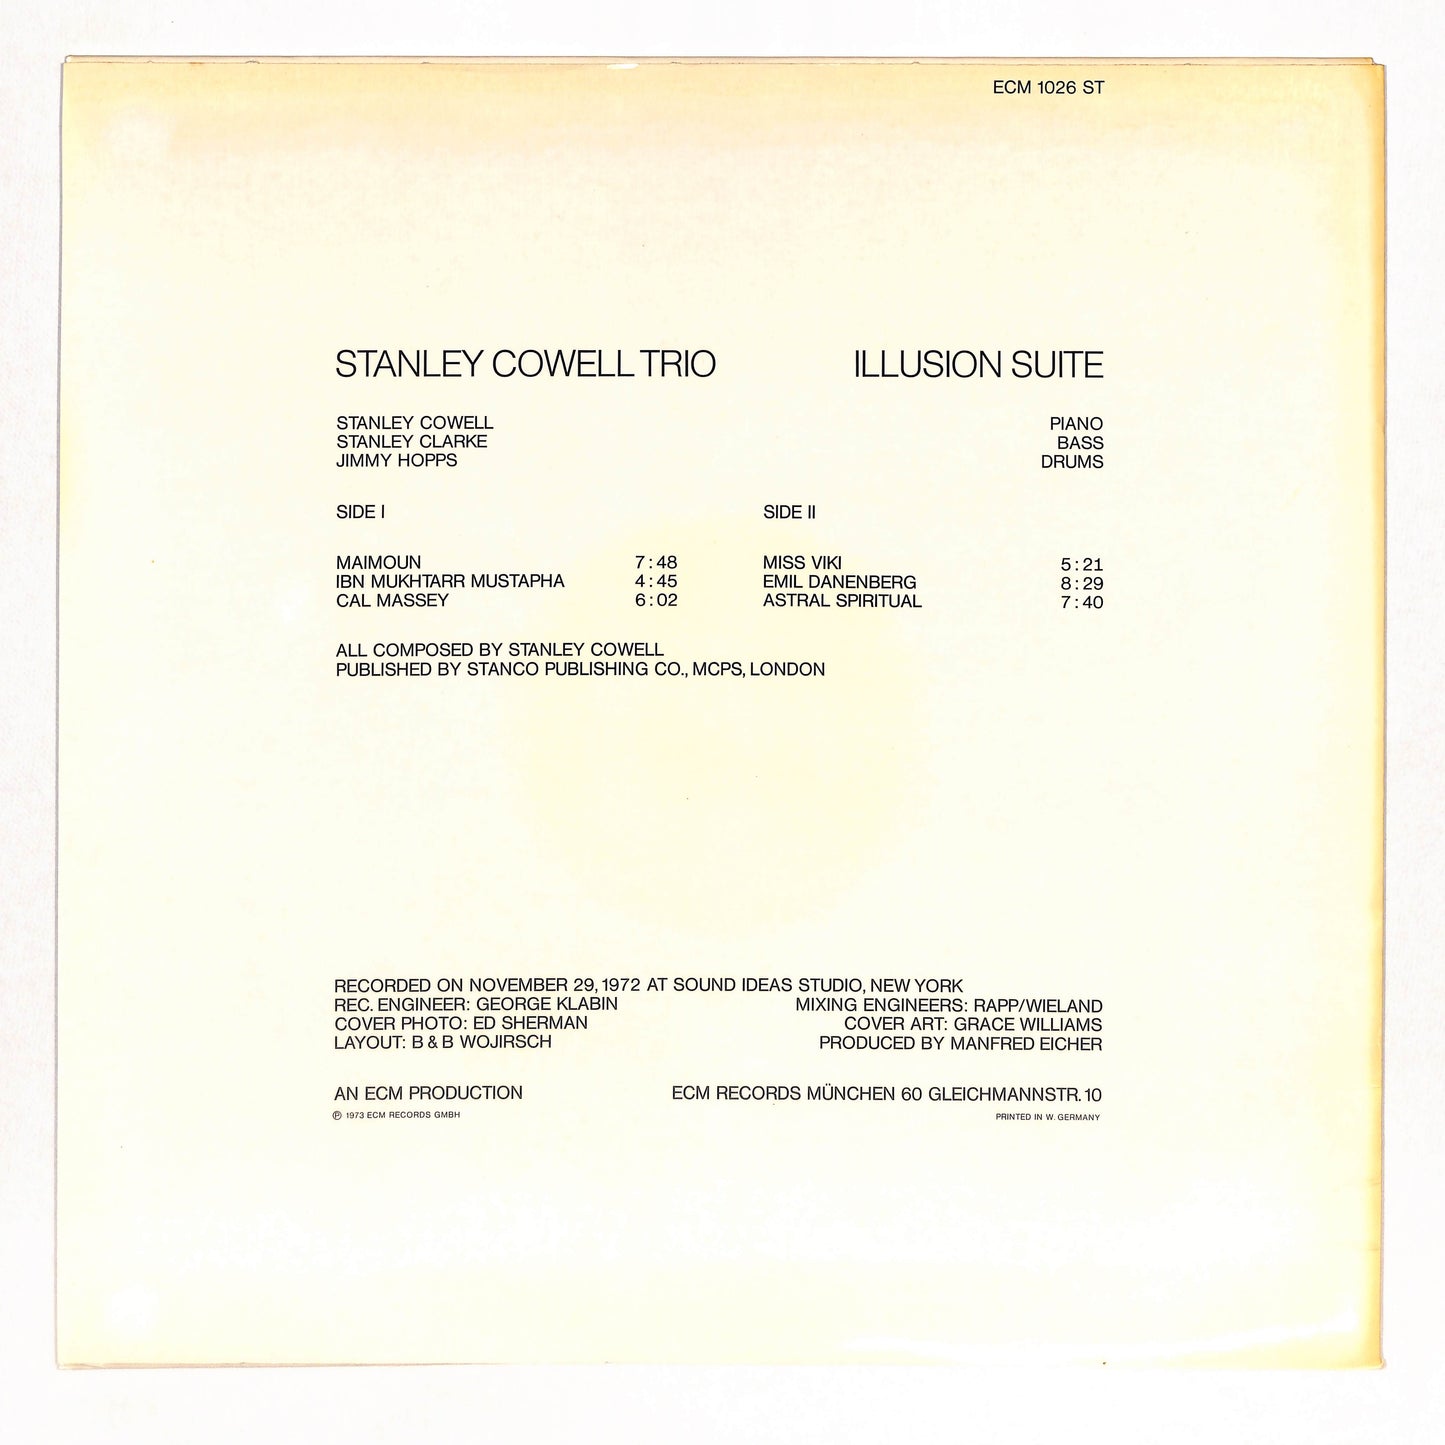 ECM 1026 ST
STANLEY COWELL TRIO ILLUSION SUITE
STANLEY COWELL PIANO
STANLEY CLARKE BASS
JIMMY HOPPS DRUMS
SIDE I SIDE II
MAIMOUN 7:48 MISS VIKI 5:21
IBN MUKHTARR MUSTAPHA 4:45 EMIL DANENBERG 8:29
CAL MASSEY 6:02 ASTRAL SPIRITUAL 7:40
ALL COMPOSED BY STANLEY COWELL
PUBLISHED BY STANCO PUBLISHING CO., MCPS, LONDON
RECORDED ON NOVEMBER 29, 1972 AT SOUND IDEAS STUDIO, NEW YORK
REC. ENGINEER: GEORGE KLABIN MIXING ENGINEERS: RAPP/WIELAND
COVER PHOTO: ED SHERMAN COVER ART: GRACE WILLIAMS
LAYOUT: B & B WOJIRSCH PRODUCED BY MANFRED EICHER
AN ECM PRODUCTION ECM RECORDS MÜNCHEN 60 GLEICHMANNSTR. 10
℗ 1973 ECM RECORDS GMBH PRINTED IN W. GERMANY